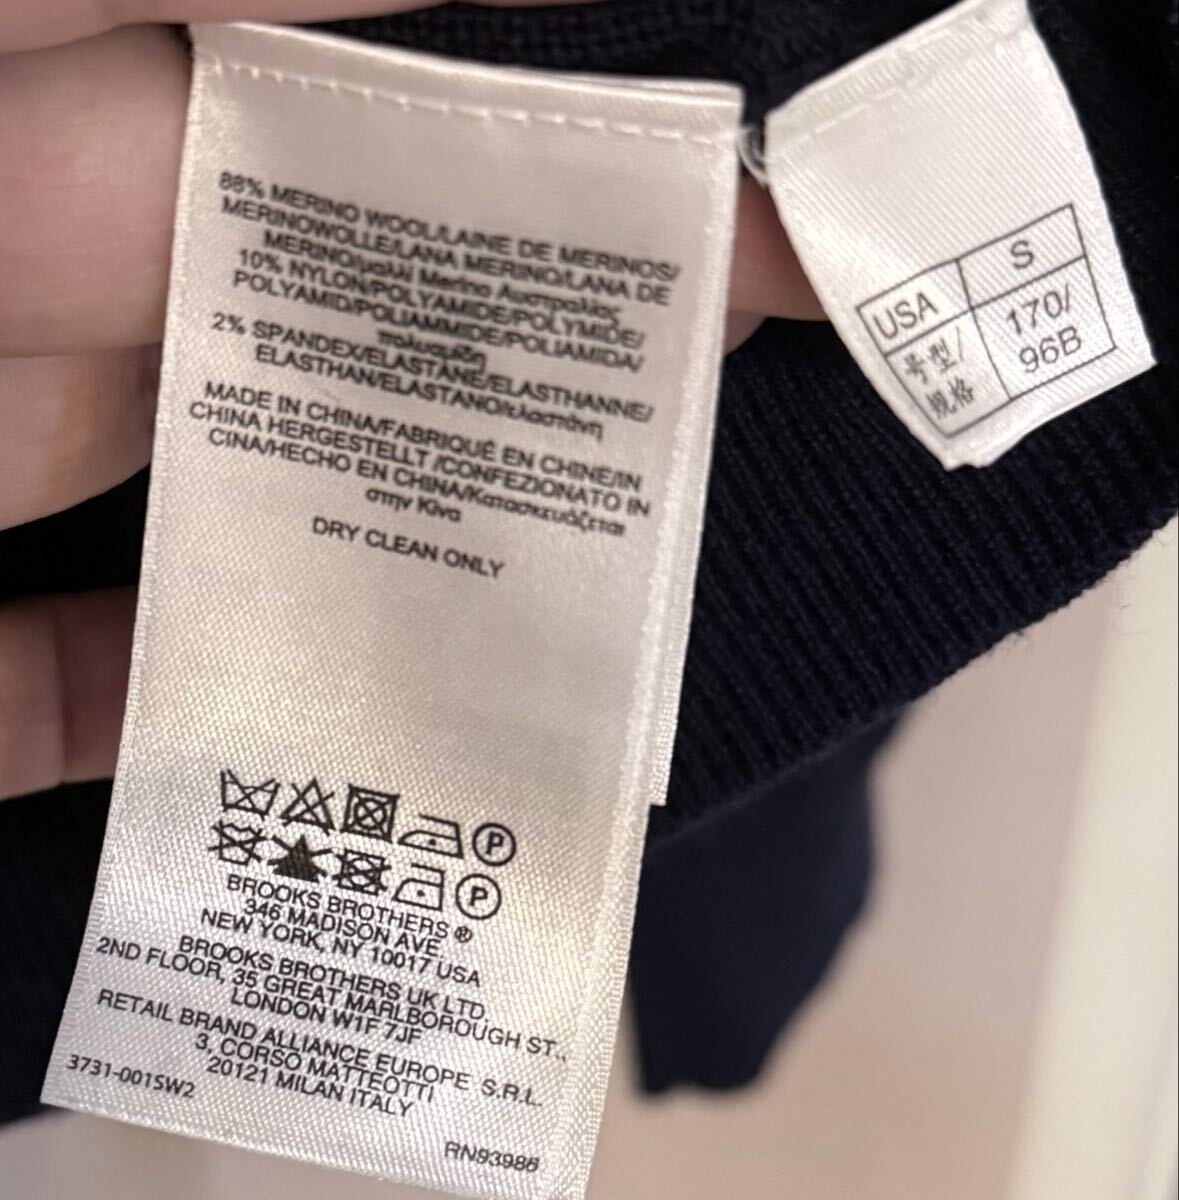 88% MERINO WOOL/LAINE DE MERINOS/
MERINOWOLLE/LANA MERINO/LANA DE
MERINO/μαλλί Merino Αυστραλίας
10% NYLON/POLYAMIDE/POLYMIDE/
POLYAMID/POLIAMMIDE/POLIAMIDA/
πολυαμίδη
2% SPANDEX/ELASTANE/ELASTHANNE/
ELASTHAN/ELASTANO/ελαστάνη
MADE IN CHINA/FABRIQUÉ EN CHINE/IN
CHINA HERGESTELLT /CONFEZIONATO IN
CINA/HECHO EN CHINA/Κατασκευάζεται
στην Κίνα
DRY CLEAN ONLY
P
P
BROOKS BROTHERS ®
346 MADISON AVE.
NEW YORK, NY 10017 USA
BROOKS BROTHERS UK LTD.
2ND FLOOR, 35 GREAT MARLBOROUGH ST.,
LONDON W1F 7JF
RETAIL BRAND ALLIANCE EUROPE S.R.L.
3, CORSO MATTEOTTI
20121 MILAN ITALY
3731-001SW2
RN93986
USA S
号型/ 170/
规格 96B